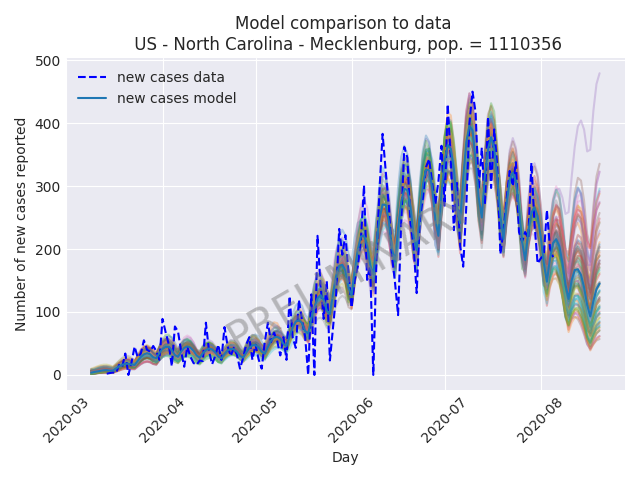 Model comparison to data
US - North Carolina - Mecklenburg, pop. = 1110356
Number of new cases reported
500
400
300
200
100
0
new cases data
new cases model
PRELIMINARY
2020-03
2020-04
2020-05
2020-06
2020-07
2020-08
Day